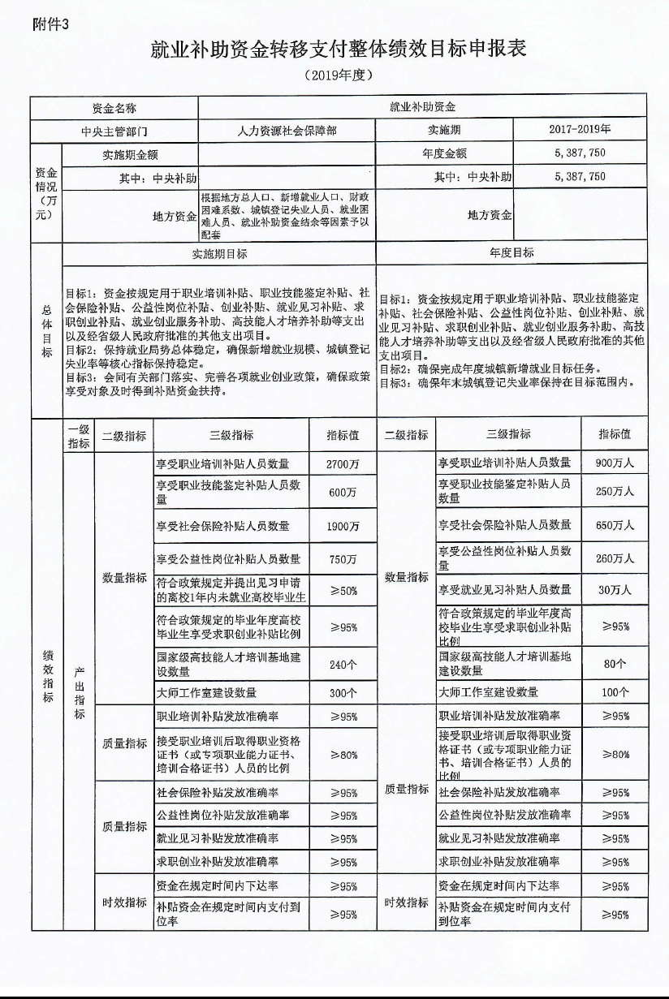 附件3
就业补助资金转移支付整体绩效目标申报表
（2019年度）
资金名称 就业补助资金
中央主管部门 人力资源社会保障部 实施期 2017-2019年
资金情况（万元）
实施期金额 年度金额 5,387,750
其中：中央补助 其中：中央补助 5,387,750
地方资金
根据地方总人口、新增就业人口、财政
困难系数、城镇登记失业人员、就业困
难人员、就业补助资金结余等因素予以
配套
地方资金
总体目标
实施期目标 年度目标
目标1：资金按规定用于职业培训补贴、职业技能鉴定补贴、社
会保险补贴、公益性岗位补贴、创业补贴、就业见习补贴、求
职创业补贴、就业创业服务补助、高技能人才培养补助等支出
以及经省级人民政府批准的其他支出项目。
目标2：保持就业局势总体稳定，确保新增就业规模、城镇登记
失业率等核心指标保持稳定。
目标3：会同有关部门落实、完善各项就业创业政策，确保政策
享受对象及时得到补贴资金扶持。
目标1：资金按规定用于职业培训补贴、职业技能鉴定
补贴、社会保险补贴、公益性岗位补贴、创业补贴、就
业见习补贴、求职创业补贴、就业创业服务补助、高技
能人才培养补助等支出以及经省级人民政府批准的其他
支出项目。
目标2：确保完成年度城镇新增就业目标任务。
目标3：确保年末城镇登记失业率保持在目标范围内。
绩效指标
一级指标 二级指标 三级指标 指标值 二级指标 三级指标 指标值
产出指标
数量指标 数量指标
享受职业培训补贴人员数量 2700万 享受职业培训补贴人员数量 900万人
享受职业技能鉴定补贴人员数量 600万 享受职业技能鉴定补贴人员数量 250万人
享受社会保险补贴人员数量 1900万 享受社会保险补贴人员数量 650万人
享受公益性岗位补贴人员数量 750万 享受公益性岗位补贴人员数量 260万人
符合政策规定并提出见习申请的离校1年内未就业高校毕业生 ≥50% 享受就业见习补贴人员数量 30万人
符合政策规定的毕业年度高校毕业生享受求职创业补贴比例 ≥95% 符合政策规定的毕业年度高校毕业生享受求职创业补贴比例 ≥95%
国家级高技能人才培训基地建设数量 240个 国家级高技能人才培训基地建设数量 80个
大师工作室建设数量 300个 大师工作室建设数量 100个
质量指标 质量指标
职业培训补贴发放准确率 ≥95% 职业培训补贴发放准确率 ≥95%
接受职业培训后取得职业资格证书（或专项职业能力证书、培训合格证书）人员的比例 ≥80% 接受职业培训后取得职业资格证书（或专项职业能力证书、培训合格证书）人员的比例 ≥80%
质量指标
社会保险补贴发放准确率 ≥95% 社会保险补贴发放准确率 ≥95%
公益性岗位补贴发放准确率 ≥95% 公益性岗位补贴发放准确率 ≥95%
就业见习补贴发放准确率 ≥95% 就业见习补贴发放准确率 ≥95%
求职创业补贴发放准确率 ≥95% 求职创业补贴发放准确率 ≥95%
时效指标 时效指标
资金在规定时间内下达率 ≥95% 资金在规定时间内下达率 ≥95%
补贴资金在规定时间内支付到位率 ≥95% 补贴资金在规定时间内支付到位率 ≥95%